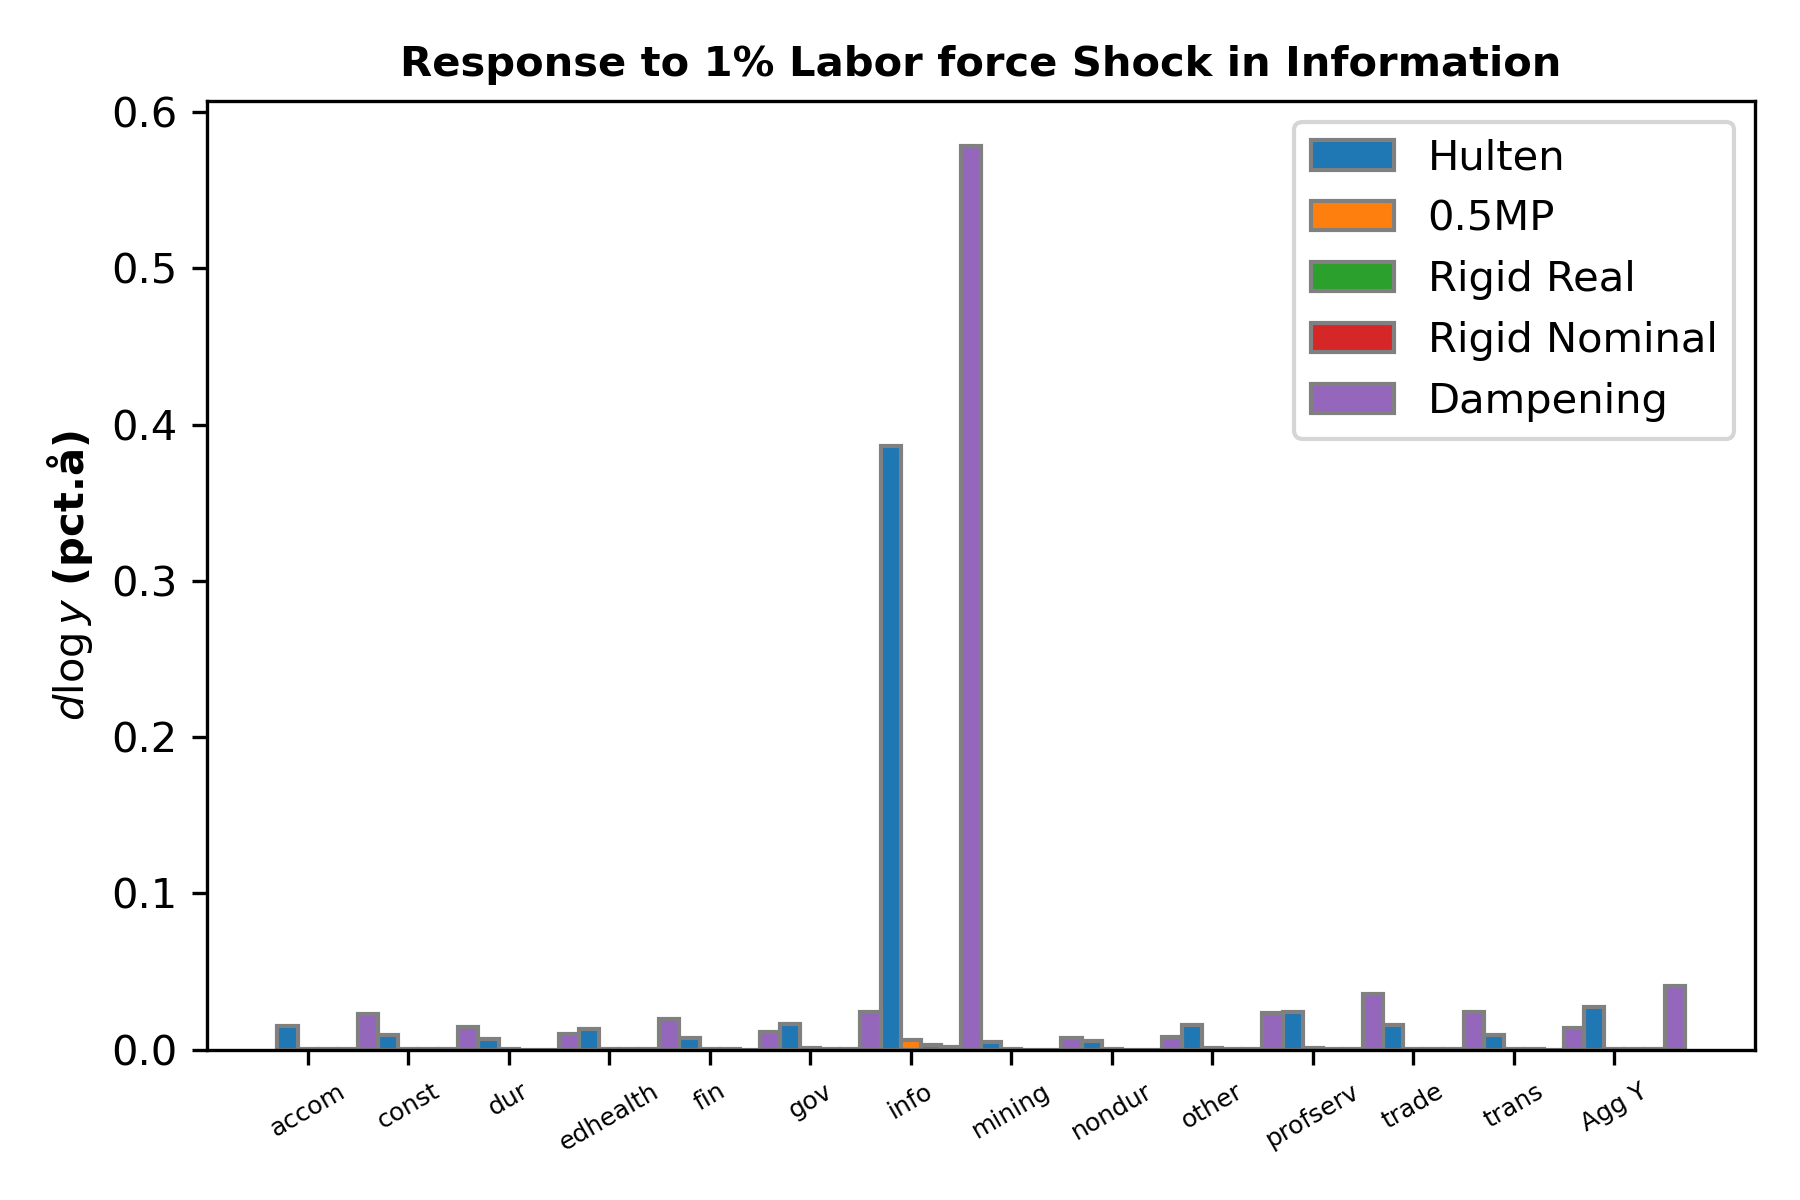 Response to 1% Labor force Shock in Information
0.6
0.5
0.4
0.3
0.2
0.1
0.0
dlog y (pct.å)
Hulten
0.5MP
Rigid Real
Rigid Nominal
Dampening
accom const dur edhealth fin gov info mining nondur other profserv trade trans Agg Y